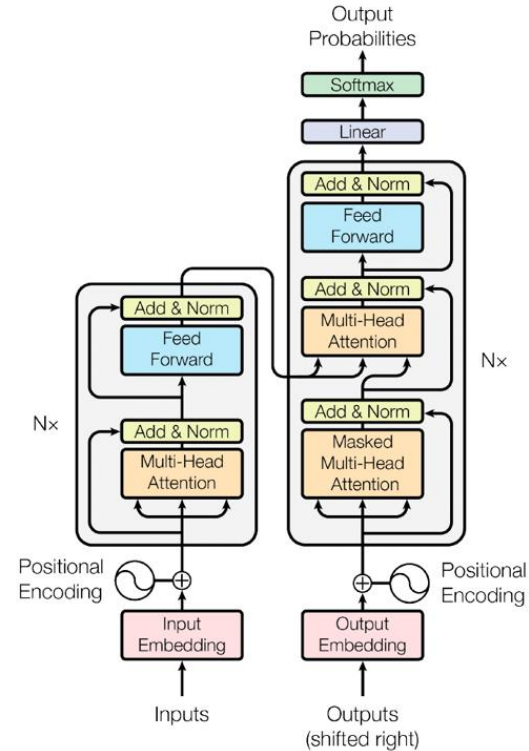 Output
Probabilities
Softmax
Linear
Add & Norm
Feed
Forward
Add & Norm
Multi-Head
Attention
Add & Norm
Masked
Multi-Head
Attention
N×
Add & Norm
Feed
Forward
Add & Norm
Multi-Head
Attention
N×
Positional
Encoding
Positional
Encoding
Input
Embedding
Output
Embedding
Inputs
Outputs
(shifted right)